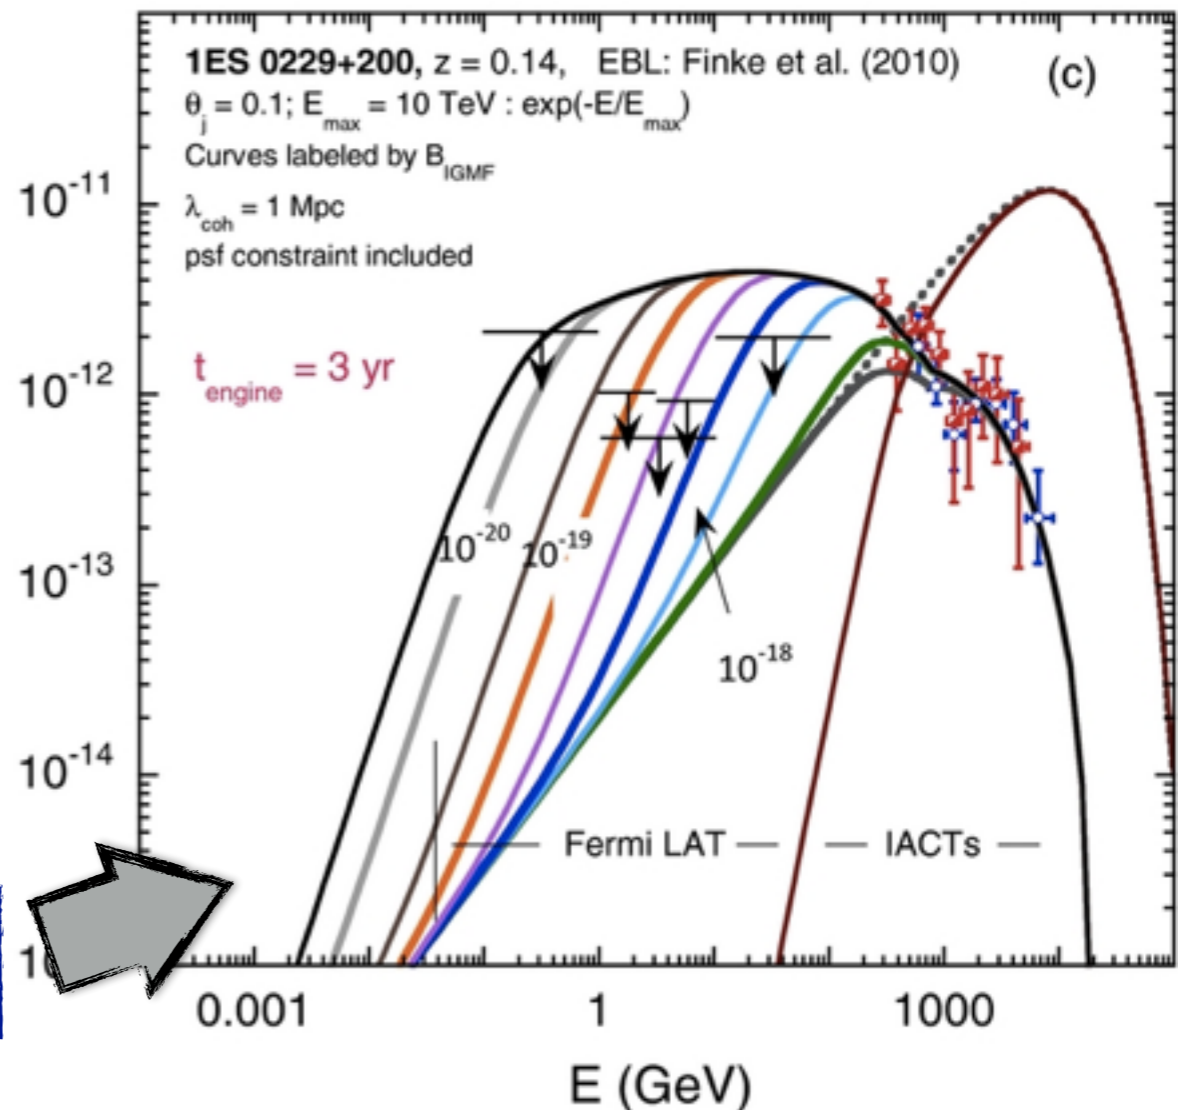 1ES 0229+200, z = 0.14, EBL: Finke et al. (2010) (c)
θj = 0.1; Emax = 10 TeV : exp(-E/Emax)
Curves labeled by BIGMF
λcoh = 1 Mpc
psf constraint included
tengine = 3 yr
10-11
10-12
10-13
10-14
10-20
10-19
10-18
Fermi LAT
IACTs
0.001 1 1000
E (GeV)